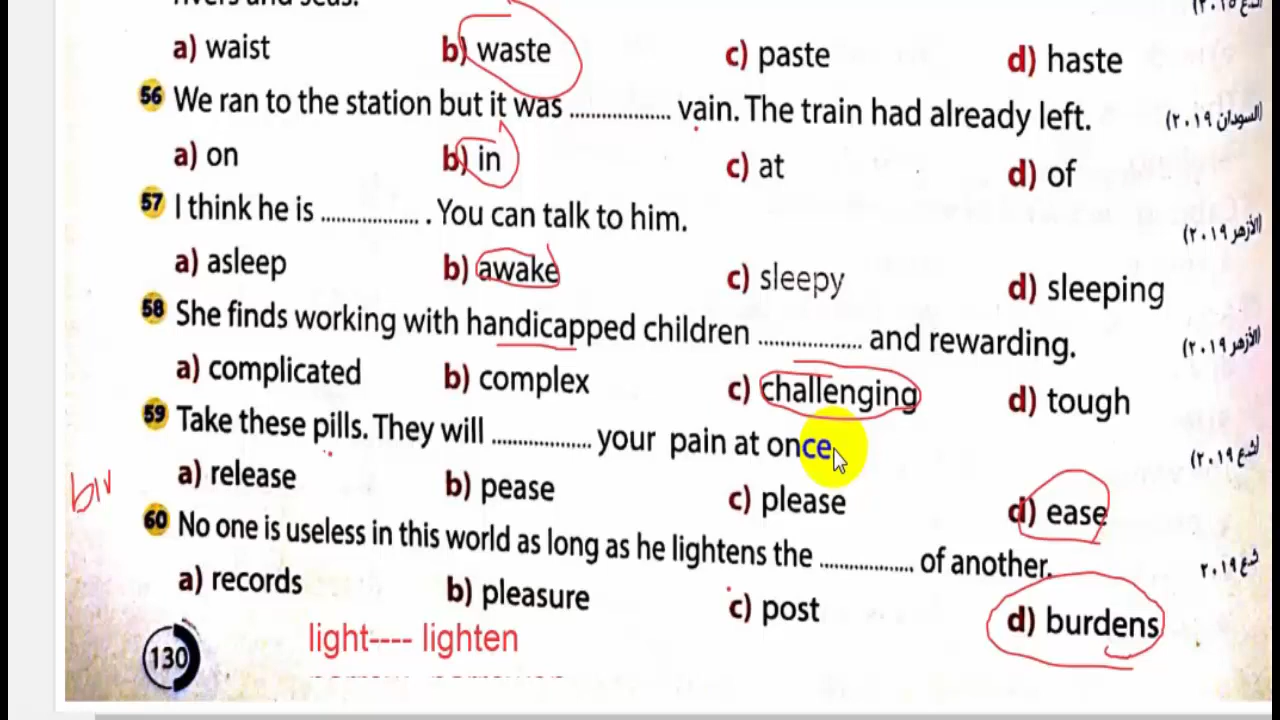 rivers and seas.
a) waist b) waste c) paste d) haste
56 We ran to the station but it was ................... vain. The train had already left. (السودان ٢٠١٩)
a) on b) in c) at d) of
57 I think he is .................. . You can talk to him. (الأزهر ٢٠١٩)
a) asleep b) awake c) sleepy d) sleeping
58 She finds working with handicapped children ................... and rewarding. (الأزهر ٢٠١٩)
a) complicated b) complex c) challenging d) tough
59 Take these pills. They will .................. your pain at once
a) release b) pease c) please d) ease
60 No one is useless in this world as long as he lightens the ................. of another.
a) records b) pleasure c) post d) burdens
light---- lighten
130